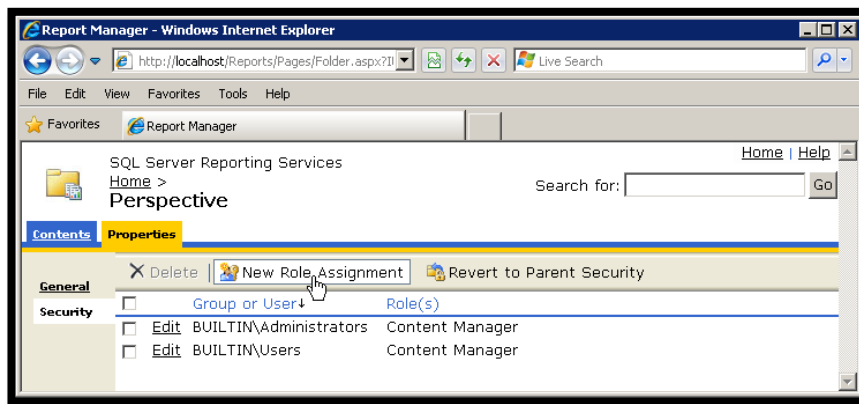 Report Manager - Windows Internet Explorer
http://localhost/Reports/Pages/Folder.aspx?I
Live Search
File Edit View Favorites Tools Help
Favorites Report Manager
Home | Help
SQL Server Reporting Services
Home >
Search for: Go
Perspective
Contents Properties
Delete | New Role Assignment Revert to Parent Security
General
Security
Group or User↓ Role(s)
Edit BUILTIN\Administrators Content Manager
Edit BUILTIN\Users Content Manager